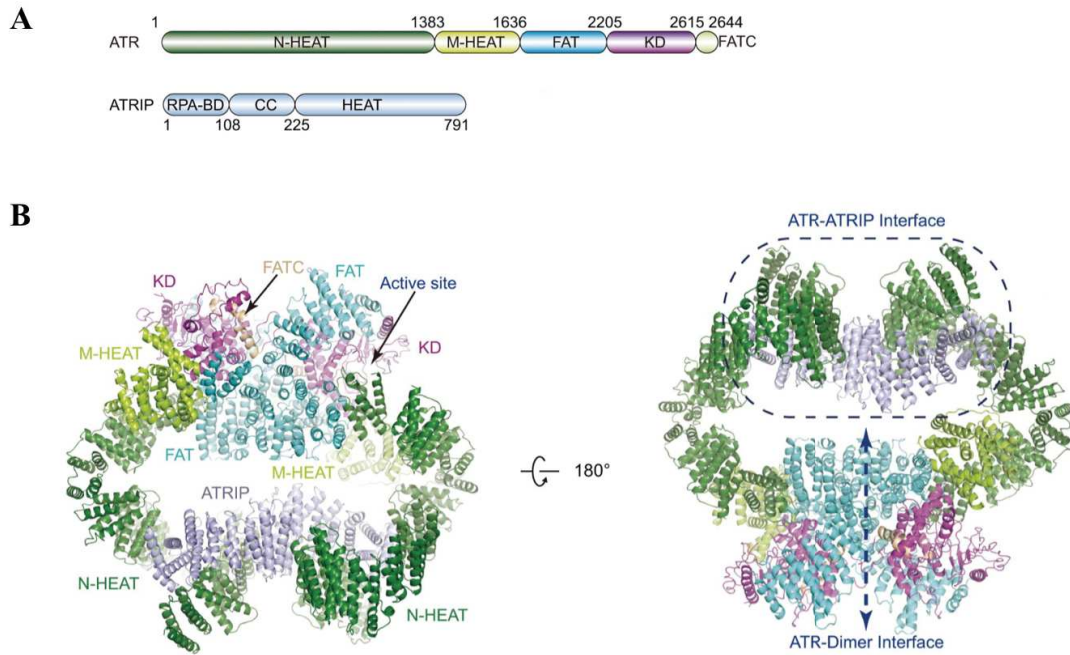 A
1 1383 1636 2205 2615 2644
ATR N-HEAT M-HEAT FAT KD FATC
ATRIP RPA-BD CC HEAT
1 108 225 791
B
ATR-ATRIP Interface
KD FATC FAT
Active site
M-HEAT KD
FAT M-HEAT
ATRIP
180°
N-HEAT
N-HEAT
ATR-Dimer Interface